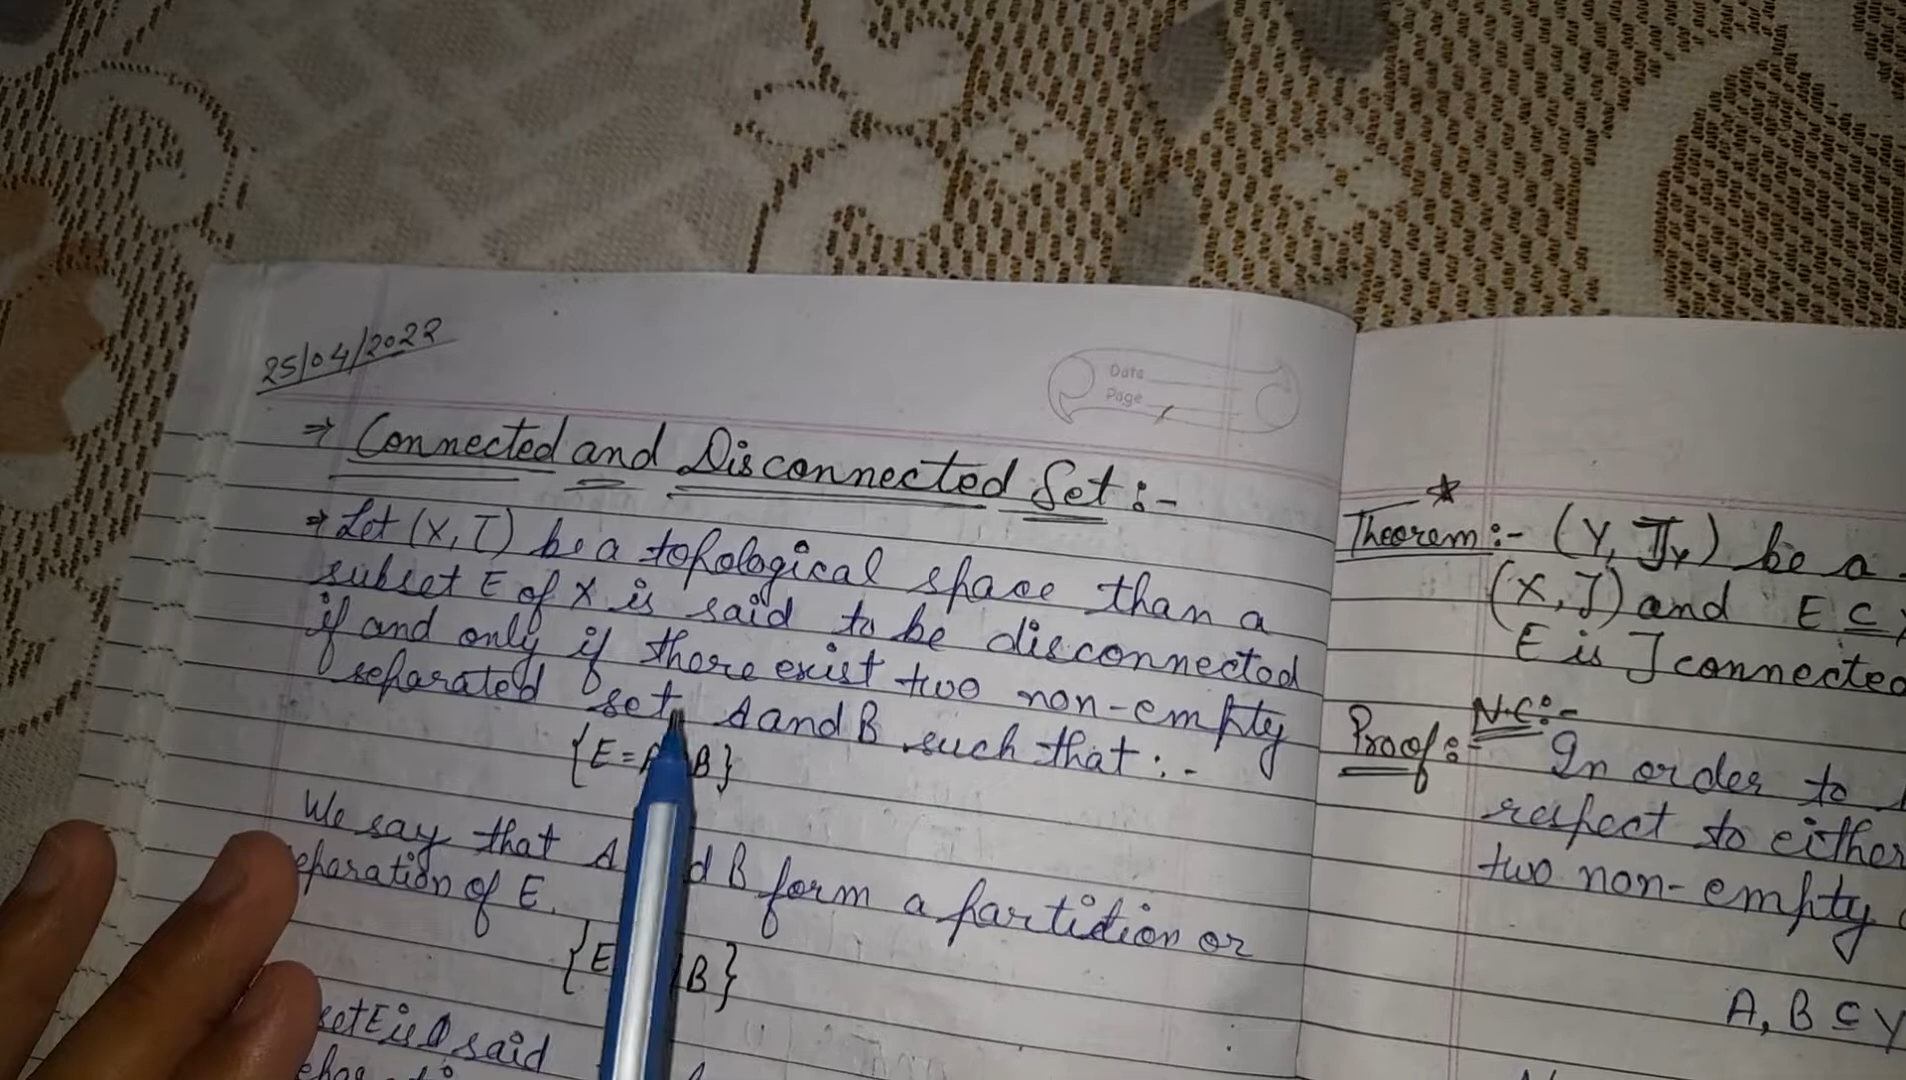 25/04/2022
Date
Page
⇒ Connected and Disconnected Set :-
⇒ Let (X, T) be a topological space than a
subset E of X is said to be disconnected
if and only if there exist two non-empty
separated set A and B such that :-
{E = B}
We say that A B form a partition or
eparation of E.
{E B}
set E is said
Theorem :- (Y, J_Y) be a
(X, J) and E ⊆
E is J connected
Proof :- N.C :-
In order to
respect to either
two non-empty
A, B ⊆ Y